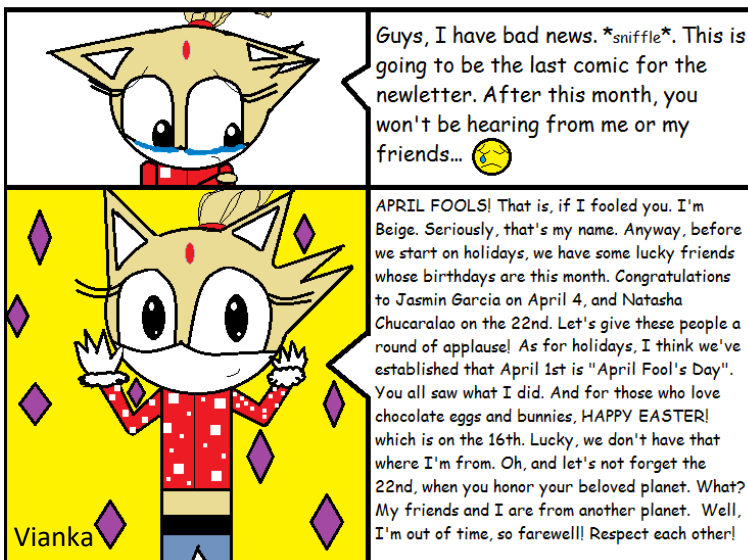 Guys, I have bad news. *sniffle*. This is
going to be the last comic for the
newletter. After this month, you
won't be hearing from me or my
friends...
APRIL FOOLS! That is, if I fooled you. I'm
Beige. Seriously, that's my name. Anyway, before
we start on holidays, we have some lucky friends
whose birthdays are this month. Congratulations
to Jasmin Garcia on April 4, and Natasha
Chucaralao on the 22nd. Let's give these people a
round of applause! As for holidays, I think we've
established that April 1st is "April Fool's Day".
You all saw what I did. And for those who love
chocolate eggs and bunnies, HAPPY EASTER!
which is on the 16th. Lucky, we don't have that
where I'm from. Oh, and let's not forget the
22nd, when you honor your beloved planet. What?
My friends and I are from another planet. Well,
I'm out of time, so farewell! Respect each other!
Vianka